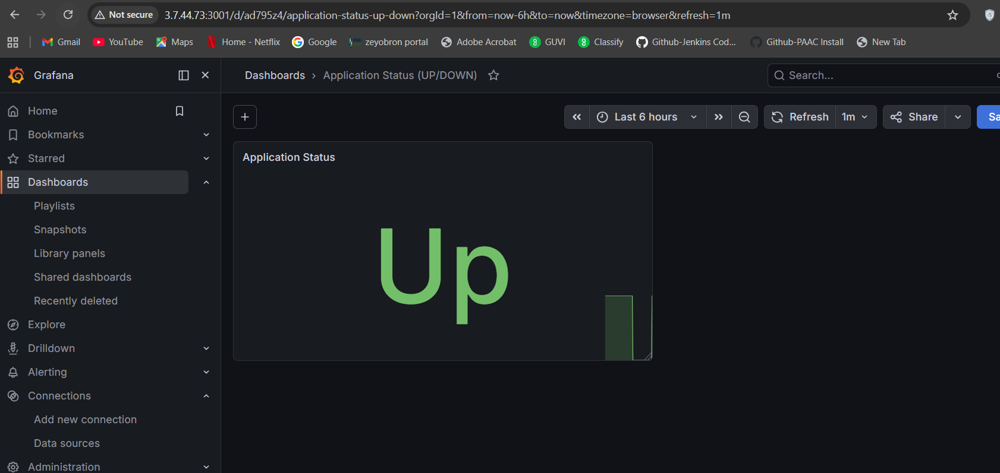 Not secure 3.7.44.73:3001/d/ad795z4/application-status-up-down?orgId=1&from=now-6h&to=now&timezone=browser&refresh=1m
Gmail YouTube Maps Home - Netflix Google zeyobron portal Adobe Acrobat GUVI Classify Github-Jenkins Cod... Github-PAAC Install New Tab
Grafana
Dashboards › Application Status (UP/DOWN)
Search...
Home
Bookmarks
Starred
Dashboards
Playlists
Snapshots
Library panels
Shared dashboards
Recently deleted
Explore
Drilldown
Alerting
Connections
Add new connection
Data sources
Administration
Last 6 hours Refresh 1m Share Sa
Application Status
Up